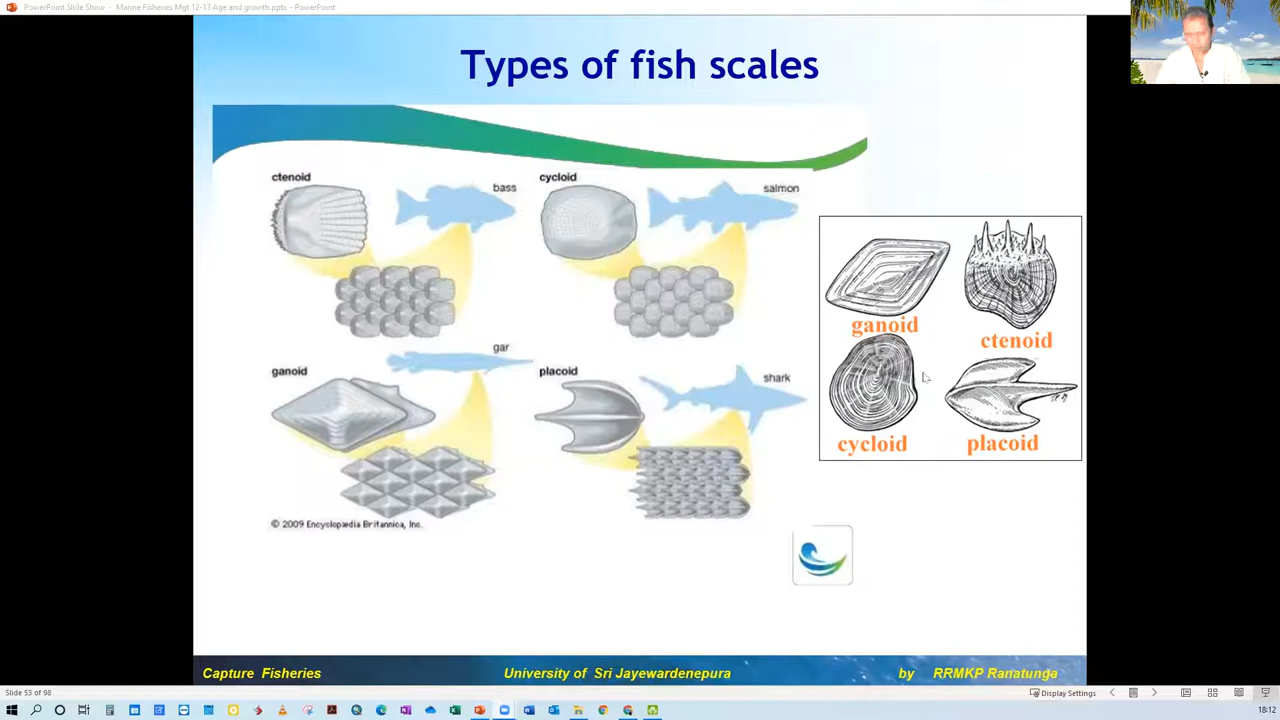 PowerPoint Slide Show - Marine Fisheries Mgt 12-13 Age and growth.pptx - PowerPoint
Types of fish scales
ctenoid
bass
cycloid
salmon
ganoid
gar
placoid
shark
© 2009 Encyclopædia Britannica, Inc.
ganoid
ctenoid
cycloid
placoid
Capture Fisheries
University of Sri Jayewardenepura
by RRMKP Ranatunga
Slide 53 of 98
Display Settings
18:12